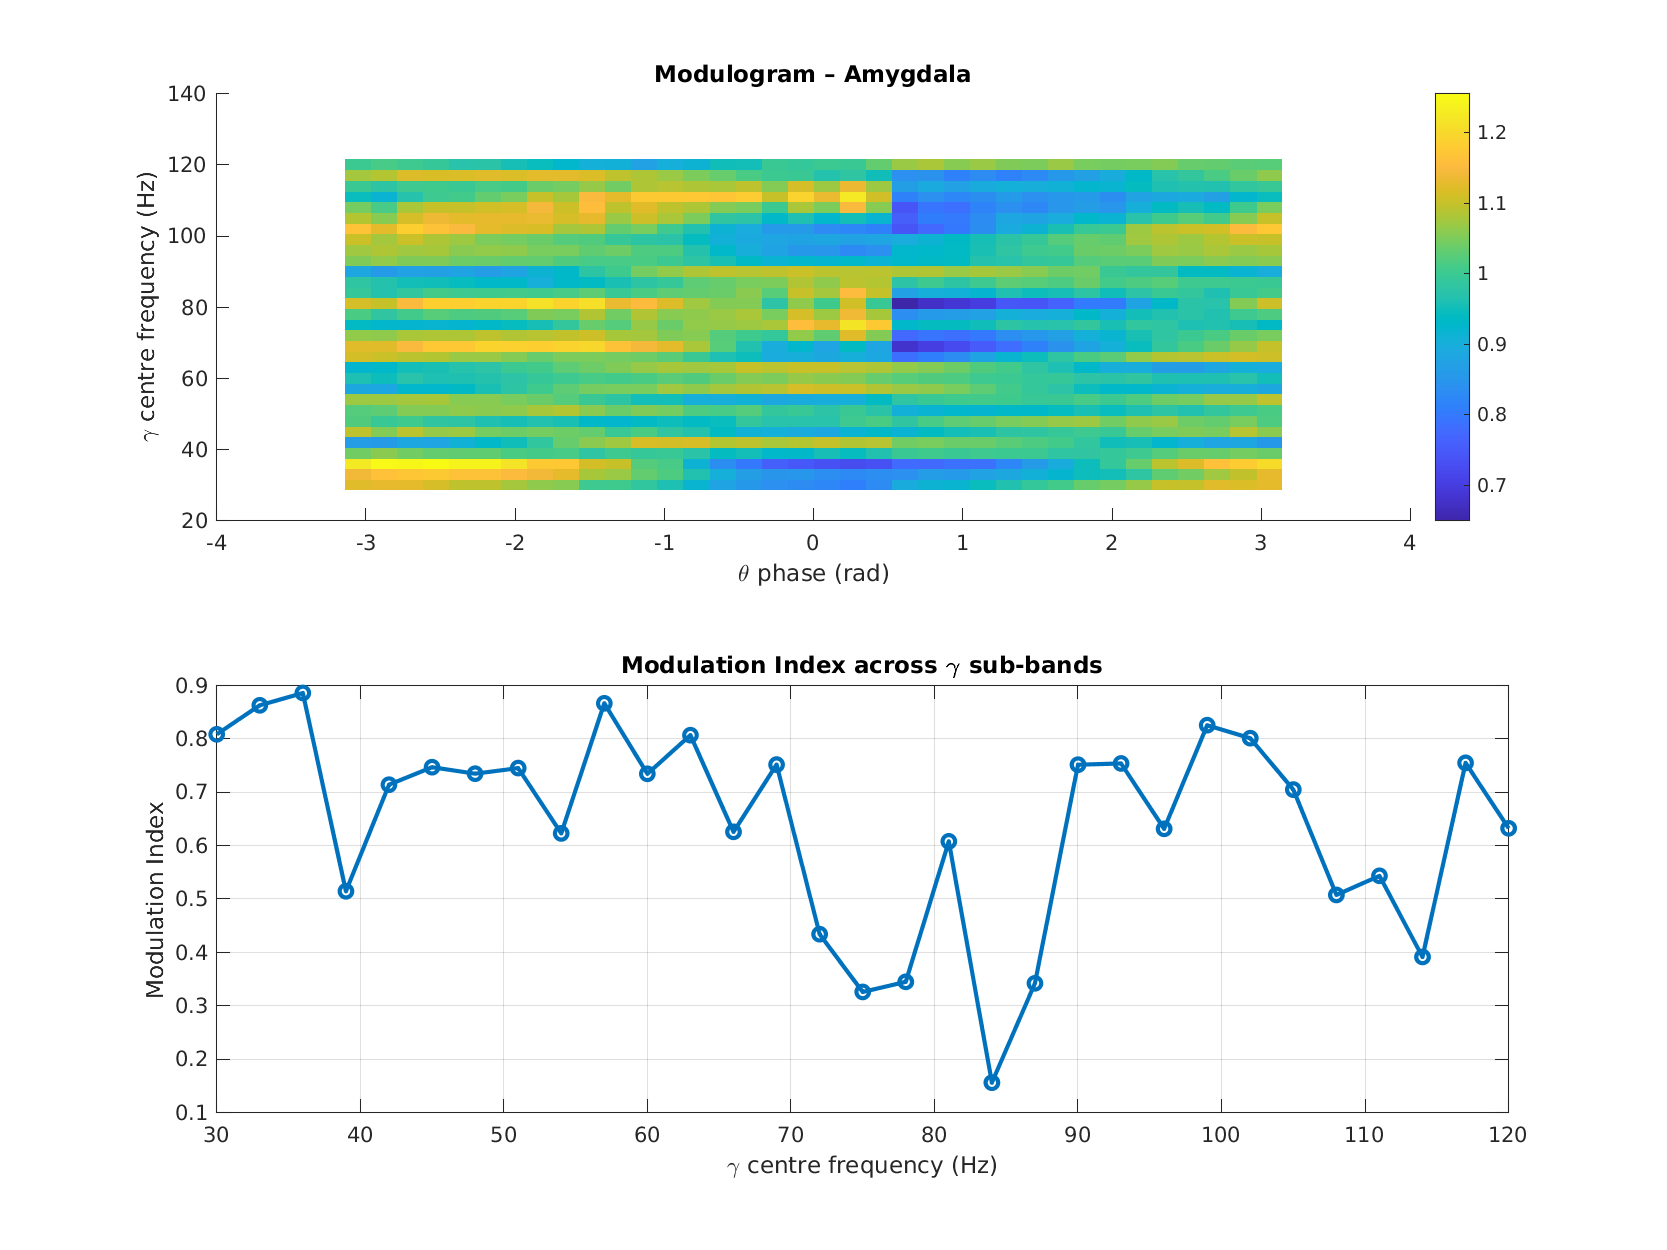 Modulogram – Amygdala
140
120
100
80
60
40
20
γ centre frequency (Hz)
-4 -3 -2 -1 0 1 2 3 4
θ phase (rad)
1.2
1.1
1
0.9
0.8
0.7
Modulation Index across γ sub-bands
0.9
0.8
0.7
0.6
0.5
0.4
0.3
0.2
0.1
Modulation Index
30 40 50 60 70 80 90 100 110 120
γ centre frequency (Hz)